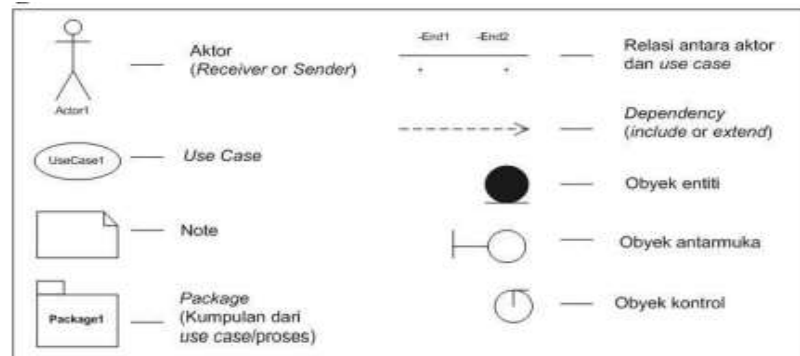 Actor1
Aktor
(Receiver or Sender)
UseCase1
Use Case
Note
Package1
Package
(Kumpulan dari
use case/proses)
-End1 -End2
* *
Relasi antara aktor
dan use case
Dependency
(include or extend)
Obyek entiti
Obyek antarmuka
Obyek kontrol